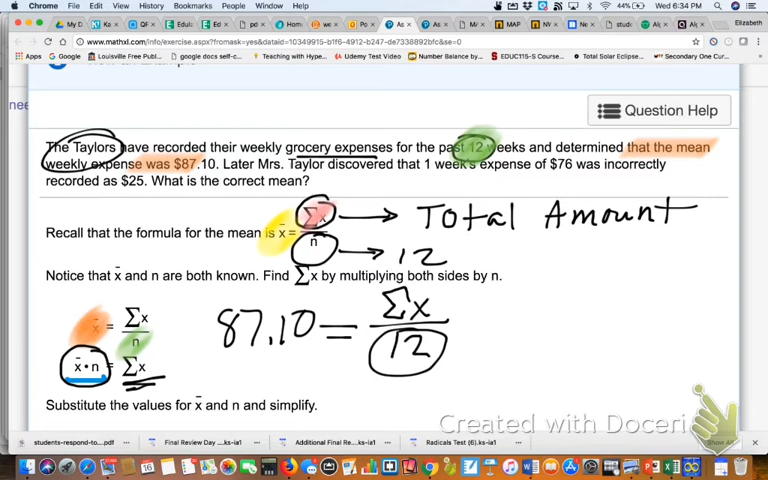 Chrome File Edit View History Bookmarks People Window Help
44% Wed 6:34 PM
Elizabeth
www.mathxl.com/info/exercise.aspx?fromask=yes&dataid=10349915-b1f6-4912-b247-de7338892bfc&se=0
Apps Google Louisville Free Publ... google docs self-c... Teaching with Hype... Udemy Test Video Number Balance by... EDUC115-S Course... Total Solar Eclipse... Secondary One Cur...
Question Help
The Taylors have recorded their weekly grocery expenses for the past 12 weeks and determined that the mean
weekly expense was $87.10. Later Mrs. Taylor discovered that 1 week's expense of $76 was incorrectly
recorded as $25. What is the correct mean?
Recall that the formula for the mean is x̄ = Σx / n → Total Amount
→ 12
Notice that x̄ and n are both known. Find Σx by multiplying both sides by n.
x̄ = Σx / n
87.10 = Σx / 12
x̄ • n = Σx
Substitute the values for x̄ and n and simplify.
Created with Doceri
students-respond-to....pdf Final Review Day ...ks-ia1 Additional Final Re....ks-ia1 Radicals Test (6).ks-ia1 Show All